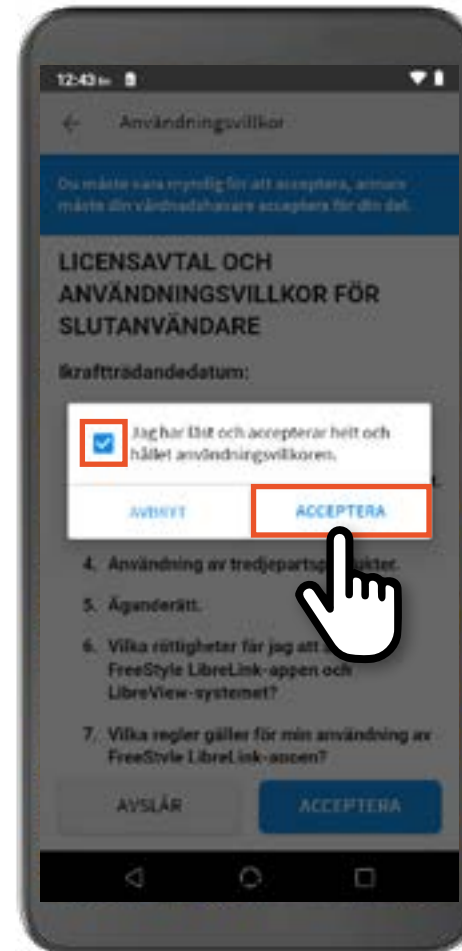 12:43
Användningsvillkor
Du måste vara myndig för att acceptera, annars
måste din vårdnadshavare acceptera för din del.
LICENSAVTAL OCH
ANVÄNDNINGSVILLKOR FÖR
SLUTANVÄNDARE
Ikraftträdandedatum:
Jag har läst och accepterar helt och
hållet användningsvillkoren.
AVBRYT
ACCEPTERA
4. Användning av
5. Äganderätt.
6. Vilka rättigheter får jag att
FreeStyle LibreLink-appen och
LibreView-systemet?
7. Vilka regler gäller för min användning av
FreeStyle LibreLink-appen?
AVSLÅR
ACCEPTERA